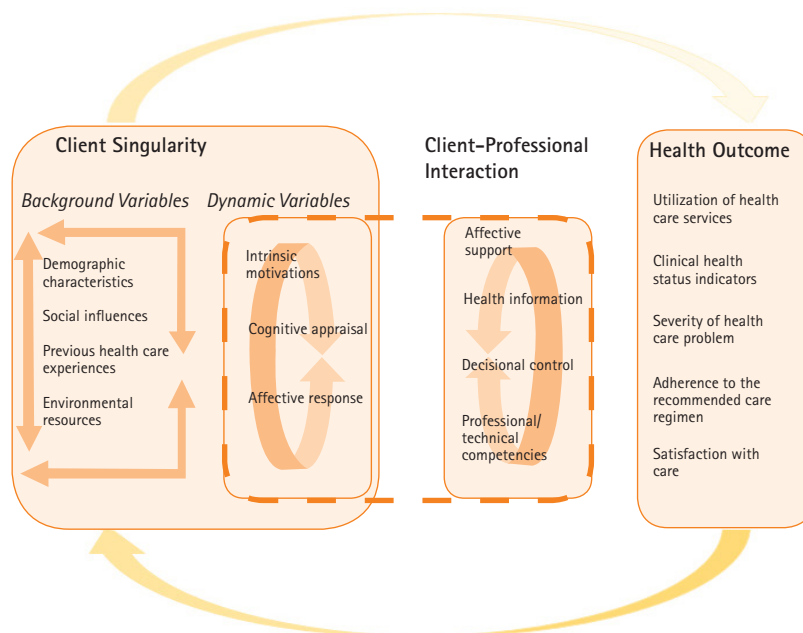 Client Singularity
Background Variables
Demographic
characteristics
Social influences
Previous health care
experiences
Environmental
resources
Dynamic Variables
Intrinsic
motivations
Cognitive appraisal
Affective response
Client–Professional
Interaction
Affective
support
Health information
Decisional control
Professional/
technical
competencies
Health Outcome
Utilization of health
care services
Clinical health
status indicators
Severity of health
care problem
Adherence to the
recommended care
regimen
Satisfaction with
care